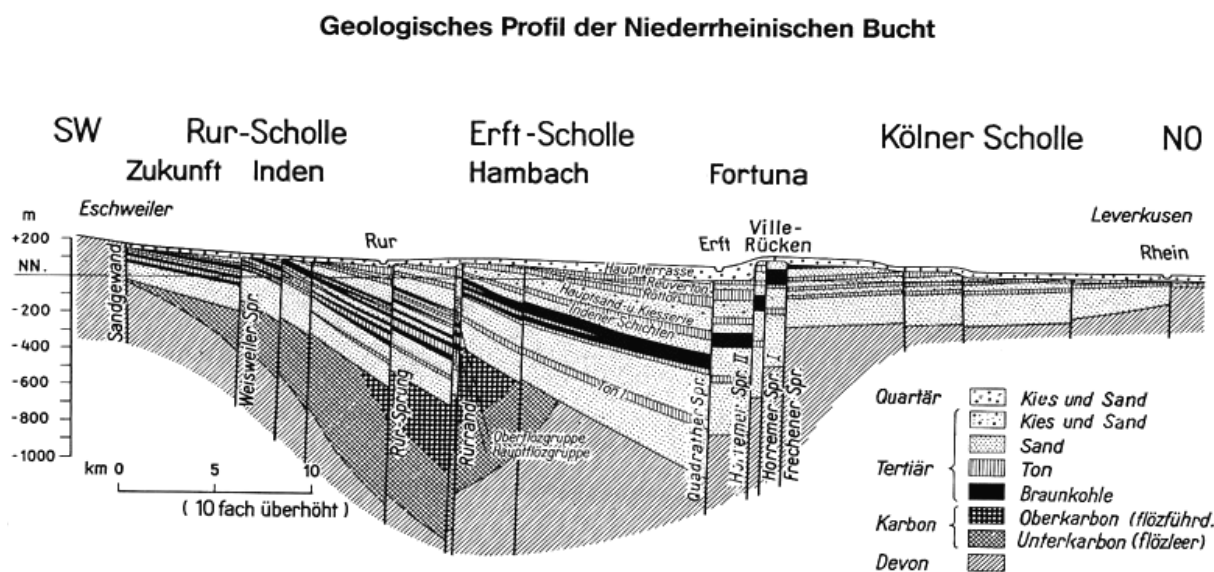 Geologisches Profil der Niederrheinischen Bucht
SW Rur-Scholle Erft-Scholle Kölner Scholle NO
Zukunft Inden Hambach Fortuna
Eschweiler Ville- Leverkusen
m Rur Erft Rücken Rhein
+200
NN.
-200
-400
-600
-800
-1000
Sandgewand
Weisweiler Spr.
Rur-Sprung
Rurrand
Quadrather Spr.
Horremer Spr. II
Horremer Spr. I
Frechener Spr.
Hauptterrasse
Reuverton
Rotton
Hauptsand u. Kiesserie
Indener Schichten
Ton I
Oberflözgruppe
Hauptflözgruppe
km 0 5 10
( 10 fach überhöht )
Quartär Kies und Sand
Kies und Sand
Sand
Tertiär Ton
Braunkohle
Karbon Oberkarbon (flözführd.
Unterkarbon (flözleer)
Devon